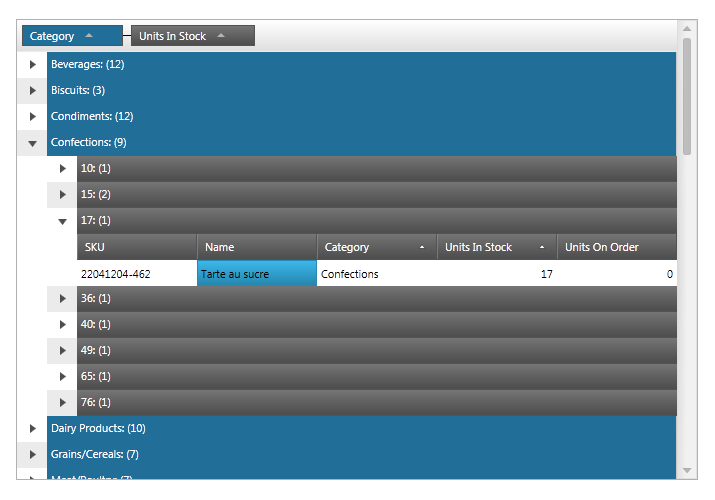 Category Units In Stock
Beverages: (12)
Biscuits: (3)
Condiments: (12)
Confections: (9)
10: (1)
15: (2)
17: (1)
SKU Name Category Units In Stock Units On Order
22041204-462 Tarte au sucre Confections 17 0
36: (1)
40: (1)
49: (1)
65: (1)
76: (1)
Dairy Products: (10)
Grains/Cereals: (7)